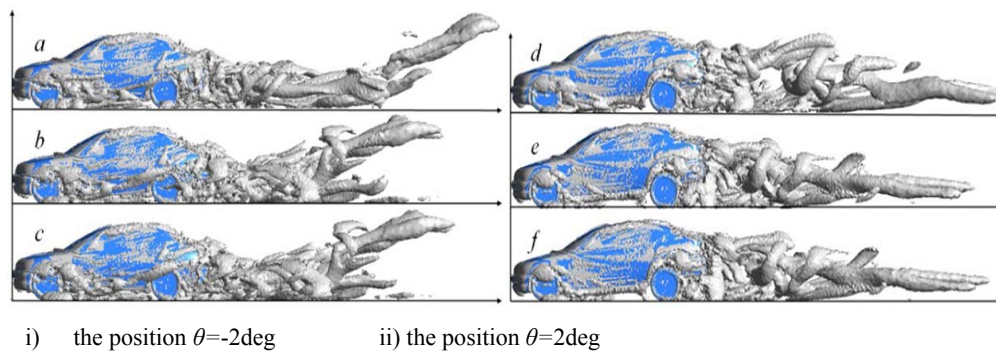 a
d
b
e
c
f
i) the position θ=-2deg ii) the position θ=2deg